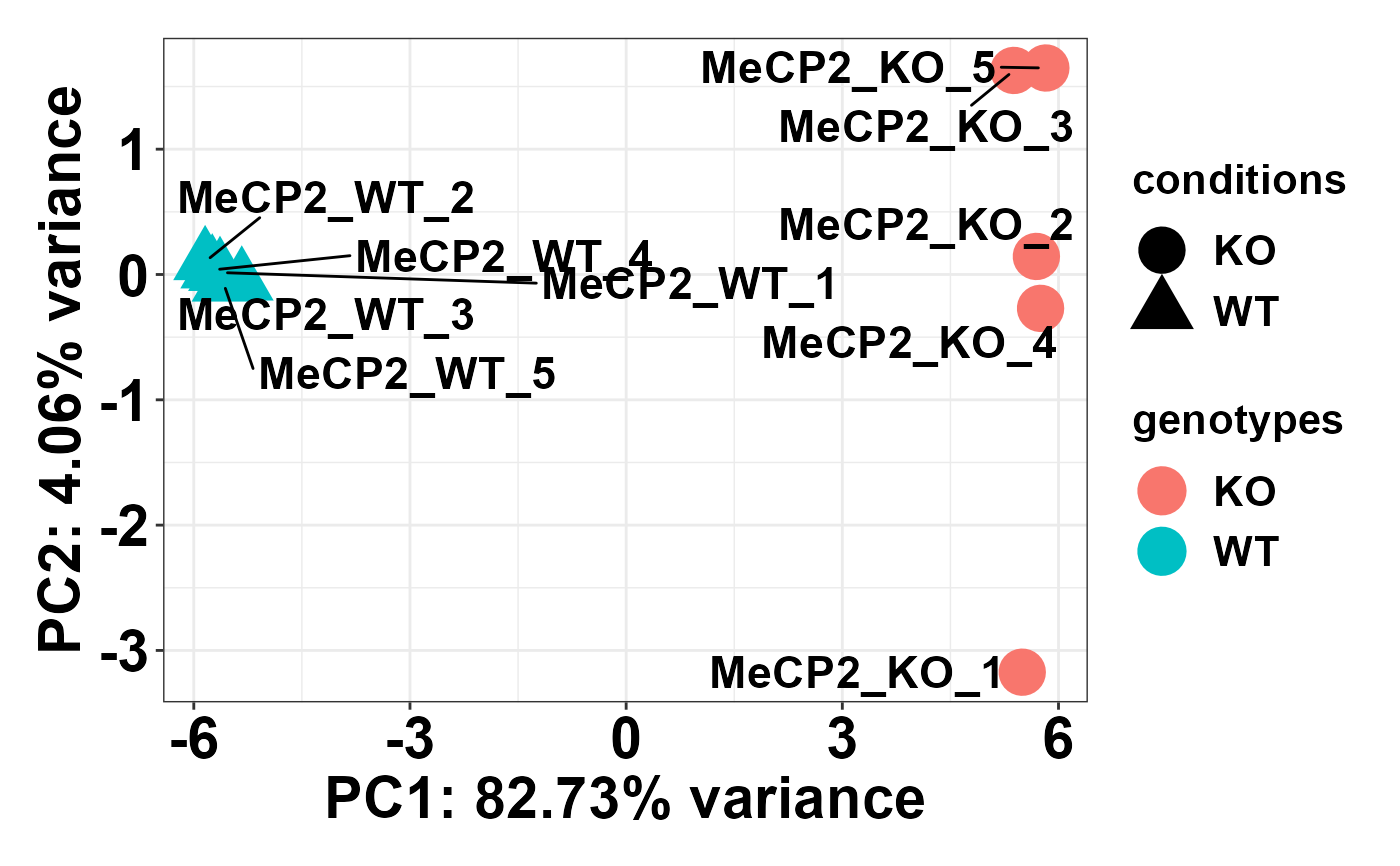 PC2: 4.06% variance
1
0
-1
-2
-3
MeCP2_KO_5
MeCP2_KO_3
MeCP2_WT_2
MeCP2_KO_2
MeCP2_WT_4
MeCP2_WT_1
MeCP2_WT_3
MeCP2_KO_4
MeCP2_WT_5
MeCP2_KO_1
-6
-3
0
3
6
PC1: 82.73% variance
conditions
KO
WT
genotypes
KO
WT